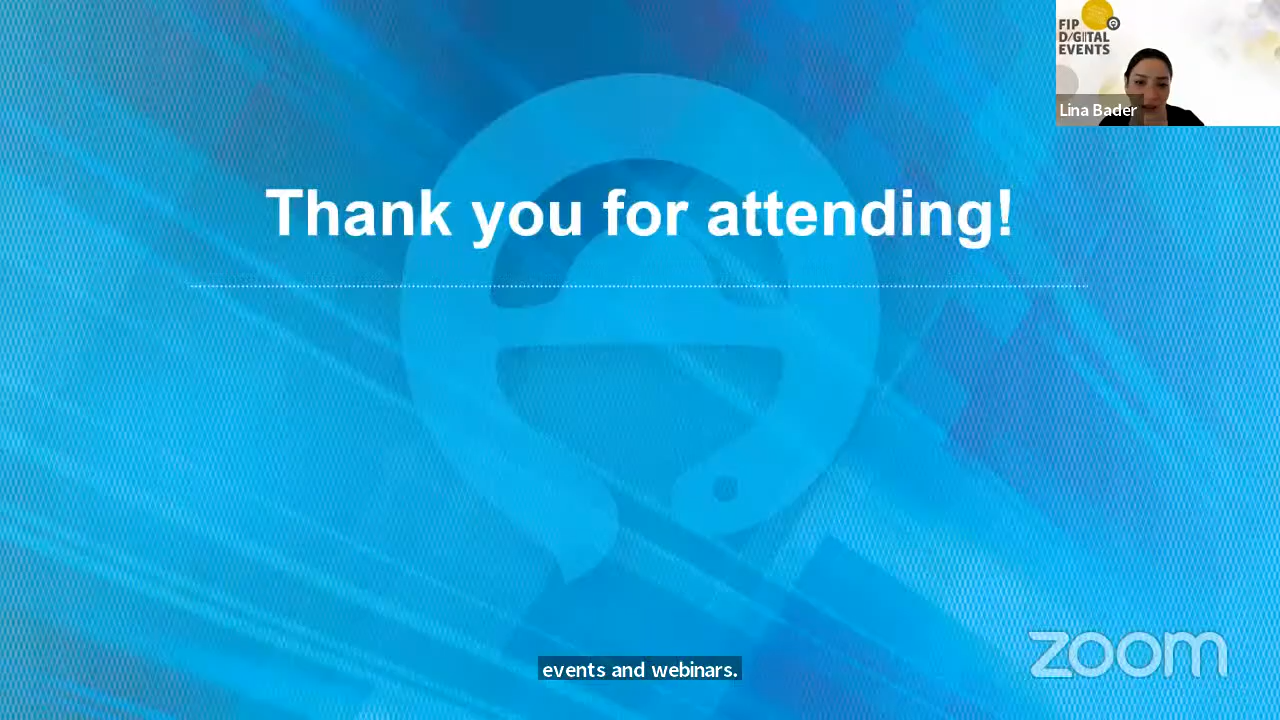 FIP
DIGITAL
EVENTS
Lina Bader
Thank you for attending!
zoom
events and webinars.